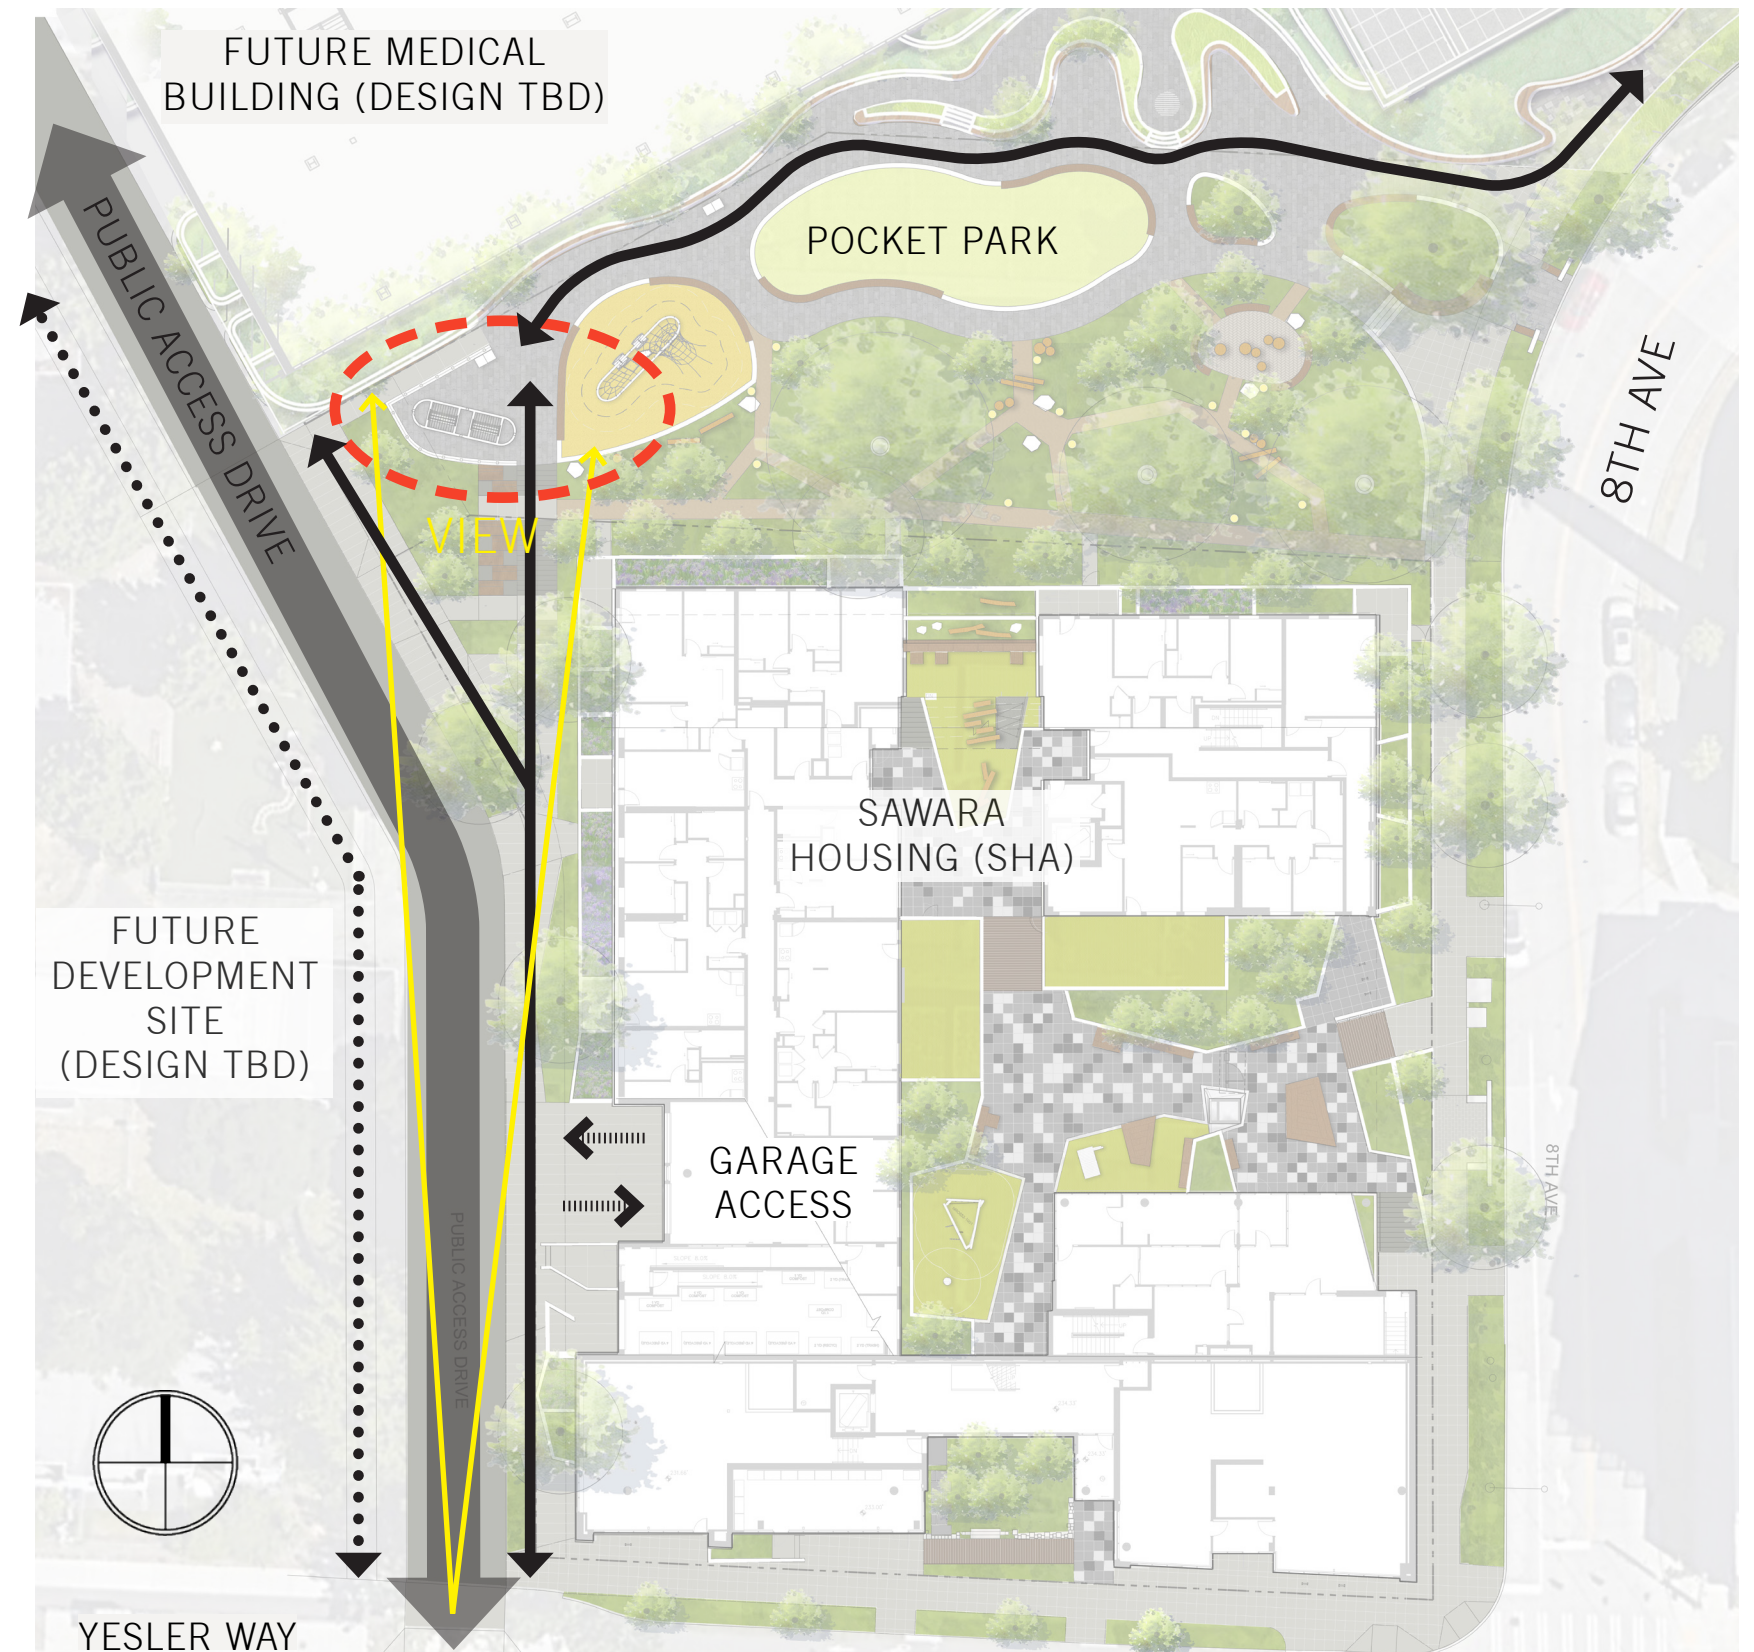 FUTURE MEDICAL
BUILDING (DESIGN TBD)
PUBLIC ACCESS DRIVE
POCKET PARK
8TH AVE
VIEW
SAWARA
HOUSING (SHA)
FUTURE
DEVELOPMENT
SITE
(DESIGN TBD)
GARAGE
ACCESS
8TH AVE
PUBLIC ACCESS DRIVE
YESLER WAY